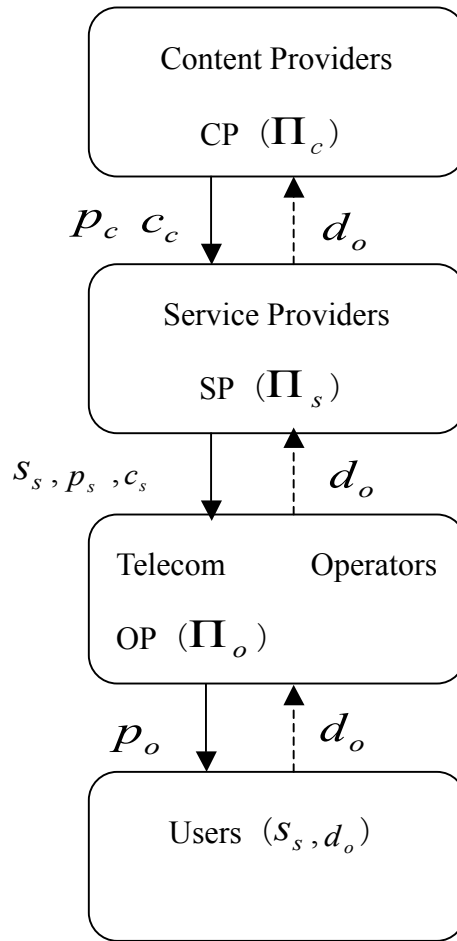 Content Providers
CP (Π_c)
p_c c_c d_o
Service Providers
SP (Π_s)
s_s , p_s , c_s d_o
Telecom Operators
OP (Π_o)
p_o d_o
Users (s_s , d_o)